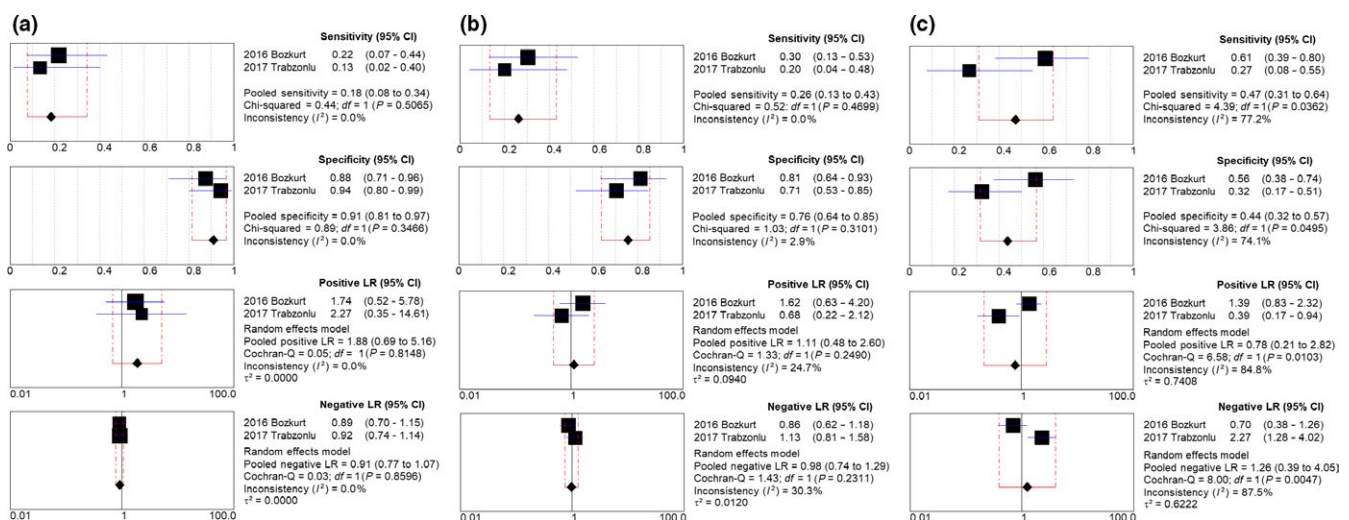 (a)
Sensitivity (95% CI)
2016 Bozkurt 0.22 (0.07 - 0.44)
2017 Trabzonlu 0.13 (0.02 - 0.40)
Pooled sensitivity = 0.18 (0.08 to 0.34)
Chi-squared = 0.44; df = 1 (P = 0.5065)
Inconsistency (I²) = 0.0%
0 0.2 0.4 0.6 0.8 1
Specificity (95% CI)
2016 Bozkurt 0.88 (0.71 - 0.96)
2017 Trabzonlu 0.94 (0.80 - 0.99)
Pooled specificity = 0.91 (0.81 to 0.97)
Chi-squared = 0.89; df = 1(P = 0.3466)
Inconsistency (I²) = 0.0%
0 0.2 0.4 0.6 0.8 1
Positive LR (95% CI)
2016 Bozkurt 1.74 (0.52 - 5.78)
2017 Trabzonlu 2.27 (0.35 - 14.61)
Random effects model
Pooled positive LR = 1.88 (0.69 to 5.16)
Cochran-Q = 0.05; df = 1 (P = 0.8148)
Inconsistency (I²) = 0.0%
τ² = 0.0000
0.01 1 100.0
Negative LR (95% CI)
2016 Bozkurt 0.89 (0.70 - 1.15)
2017 Trabzonlu 0.92 (0.74 - 1.14)
Random effects model
Pooled negative LR = 0.91 (0.77 to 1.07)
Cochran-Q = 0.03; df = 1 (P = 0.8596)
Inconsistency (I²) = 0.0%
τ² = 0.0000
0.01 1 100.0
(b)
Sensitivity (95% CI)
2016 Bozkurt 0.30 (0.13 - 0.53)
2017 Trabzonlu 0.20 (0.04 - 0.48)
Pooled sensitivity = 0.26 (0.13 to 0.43)
Chi-squared = 0.52; df = 1 (P = 0.4699)
Inconsistency (I²) = 0.0%
0 0.2 0.4 0.6 0.8 1
Specificity (95% CI)
2016 Bozkurt 0.81 (0.64 - 0.93)
2017 Trabzonlu 0.71 (0.53 - 0.85)
Pooled specificity = 0.76 (0.64 to 0.85)
Chi-squared = 1.03; df = 1 (P = 0.3101)
Inconsistency (I²) = 2.9%
0 0.2 0.4 0.6 0.8 1
Positive LR (95% CI)
2016 Bozkurt 1.62 (0.63 - 4.20)
2017 Trabzonlu 0.68 (0.22 - 2.12)
Random effects model
Pooled positive LR = 1.11 (0.48 to 2.60)
Cochran-Q = 1.33; df = 1 (P = 0.2490)
Inconsistency (I²) = 24.7%
τ² = 0.0940
0.01 1 100.0
Negative LR (95% CI)
2016 Bozkurt 0.86 (0.62 - 1.18)
2017 Trabzonlu 1.13 (0.81 - 1.58)
Random effects model
Pooled negative LR = 0.98 (0.74 to 1.29)
Cochran-Q = 1.43; df = 1 (P = 0.2311)
Inconsistency (I²) = 30.3%
τ² = 0.0120
0.01 1 100.0
(c)
Sensitivity (95% CI)
2016 Bozkurt 0.61 (0.39 - 0.80)
2017 Trabzonlu 0.27 (0.08 - 0.55)
Pooled sensitivity = 0.47 (0.31 to 0.64)
Chi-squared = 4.39; df = 1 (P = 0.0362)
Inconsistency (I²) = 77.2%
0 0.2 0.4 0.6 0.8 1
Specificity (95% CI)
2016 Bozkurt 0.56 (0.38 - 0.74)
2017 Trabzonlu 0.32 (0.17 - 0.51)
Pooled specificity = 0.44 (0.32 to 0.57)
Chi-squared = 3.86; df = 1 (P = 0.0495)
Inconsistency (I²) = 74.1%
0 0.2 0.4 0.6 0.8 1
Positive LR (95% CI)
2016 Bozkurt 1.39 (0.83 - 2.32)
2017 Trabzonlu 0.39 (0.17 - 0.94)
Random effects model
Pooled positive LR = 0.78 (0.21 to 2.82)
Cochran-Q = 6.58; df = 1 (P = 0.0103)
Inconsistency (I²) = 84.8%
τ² = 0.7408
0.01 1 100.0
Negative LR (95% CI)
2016 Bozkurt 0.70 (0.38 - 1.26)
2017 Trabzonlu 2.27 (1.28 - 4.02)
Random effects model
Pooled negative LR = 1.26 (0.39 to 4.05)
Cochran-Q = 8.00; df = 1 (P = 0.0047)
Inconsistency (I²) = 87.5%
τ² = 0.6222
0.01 1 100.0